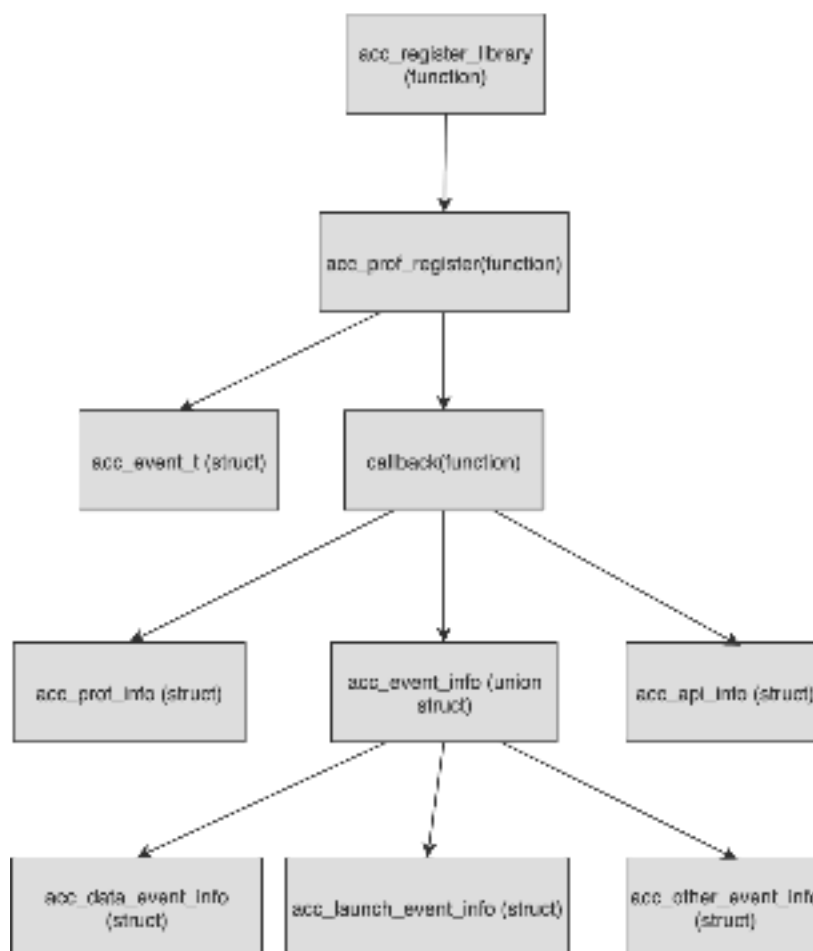 acc_register_library
(function)
acc_prof_register(function)
acc_event_t (struct)
callback(function)
acc_prof_info (struct)
acc_event_info (union
struct)
acc_api_info (struct)
acc_data_event_info
(struct)
acc_launch_event_info (struct)
acc_other_event_info
(struct)